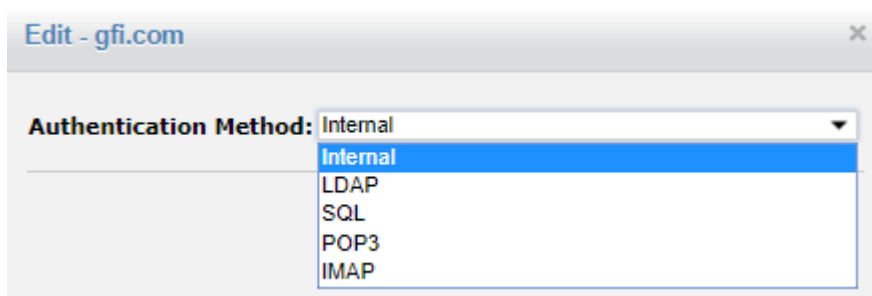 Edit - gfi.com ×
Authentication Method: Internal
Internal
LDAP
SQL
POP3
IMAP